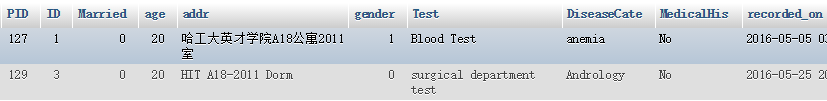 PID ID Married age addr gender Test DiseaseCate MedicalHis recorded_on
127 1 0 20 哈工大英才学院A18公寓2011室 1 Blood Test anemia No 2016-05-05 03
129 3 0 20 HIT A18-2011 Dorm 0 surgical department test Andrology No 2016-05-25 20